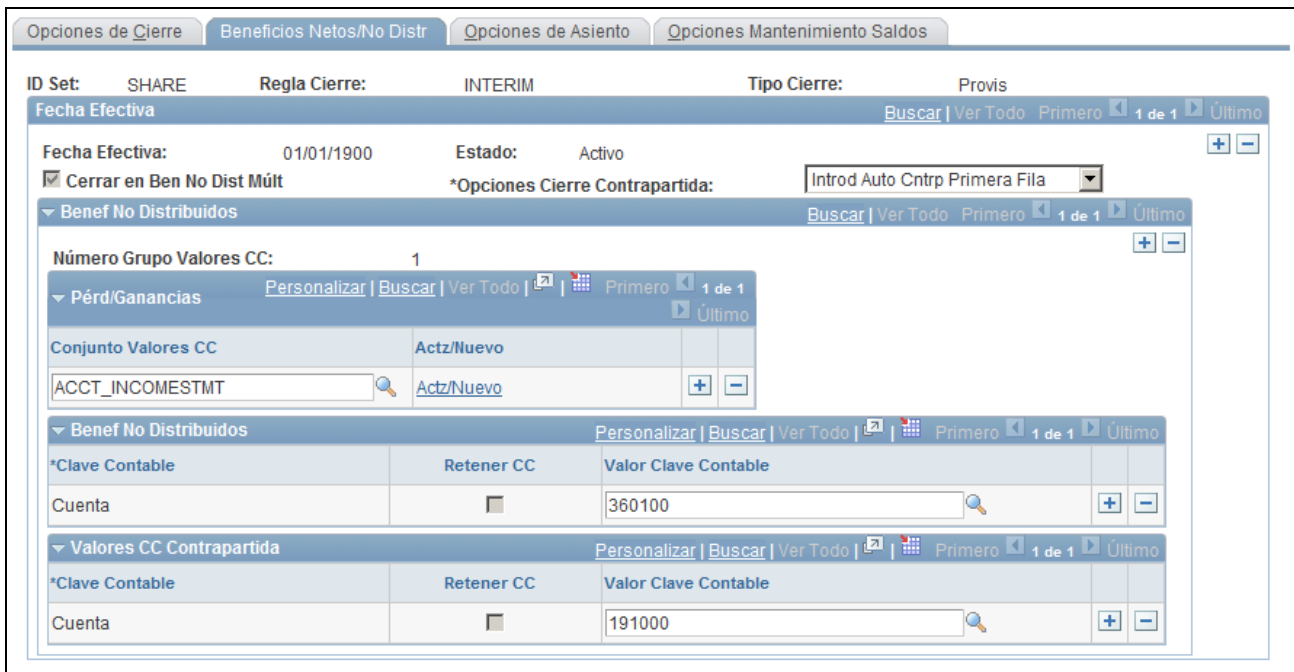 Opciones de Cierre Beneficios Netos/No Distr Opciones de Asiento Opciones Mantenimiento Saldos
ID Set: SHARE Regla Cierre: INTERIM Tipo Cierre: Provis
Fecha Efectiva Buscar | Ver Todo Primero 1 de 1 Último
Fecha Efectiva: 01/01/1900 Estado: Activo
Cerrar en Ben No Dist Múlt *Opciones Cierre Contrapartida: Introd Auto Cntrp Primera Fila
Benef No Distribuidos Buscar | Ver Todo Primero 1 de 1 Último
Número Grupo Valores CC: 1
Pérd/Ganancias Personalizar | Buscar | Ver Todo | | Primero 1 de 1
Último
Conjunto Valores CC Actz/Nuevo
ACCT_INCOMESTMT Actz/Nuevo
Benef No Distribuidos Personalizar | Buscar | Ver Todo | | Primero 1 de 1 Último
*Clave Contable Retener CC Valor Clave Contable
Cuenta 360100
Valores CC Contrapartida Personalizar | Buscar | Ver Todo | | Primero 1 de 1 Último
*Clave Contable Retener CC Valor Clave Contable
Cuenta 191000